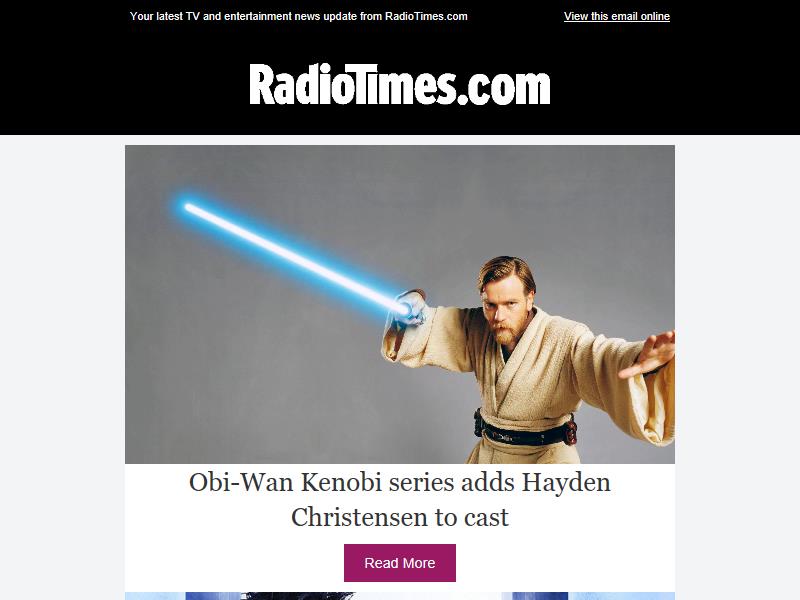 Your latest TV and entertainment news update from RadioTimes.com
View this email online
RadioTimes.com
Obi-Wan Kenobi series adds Hayden
Christensen to cast
Read More